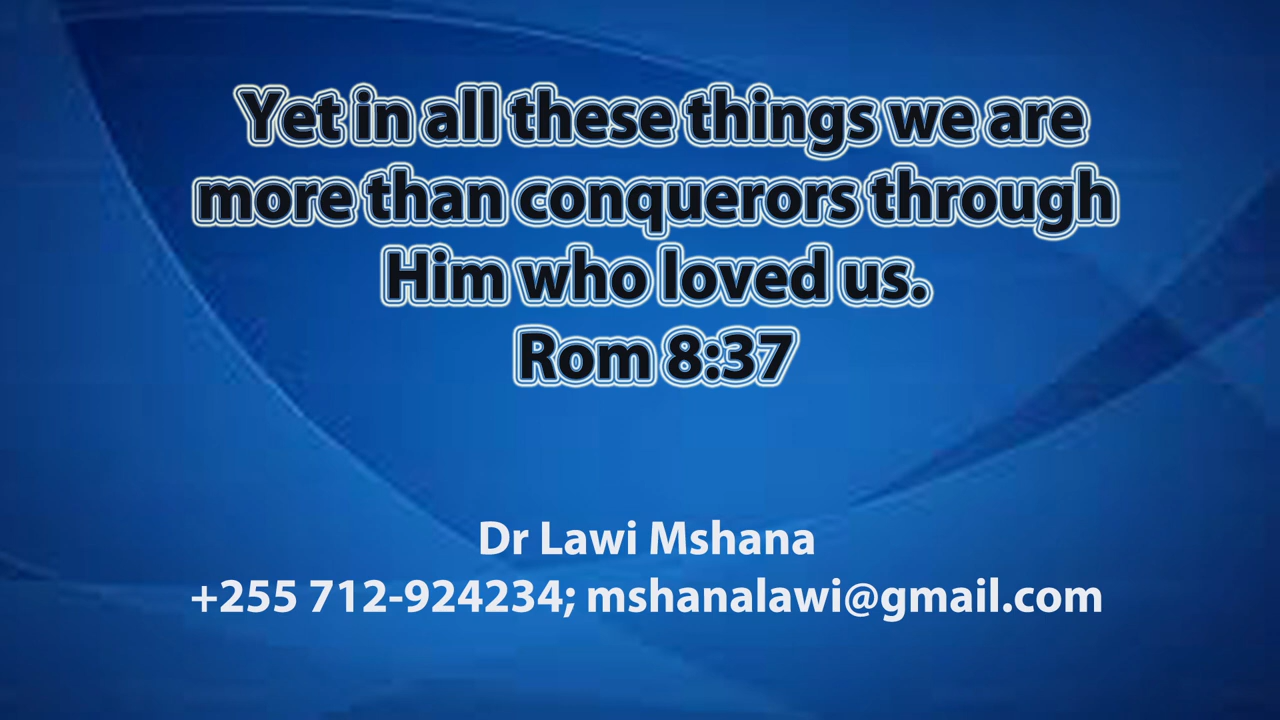 Yet in all these things we are
more than conquerors through
Him who loved us.
Rom 8:37
Dr Lawi Mshana
+255 712-924234; mshanalawi@gmail.com